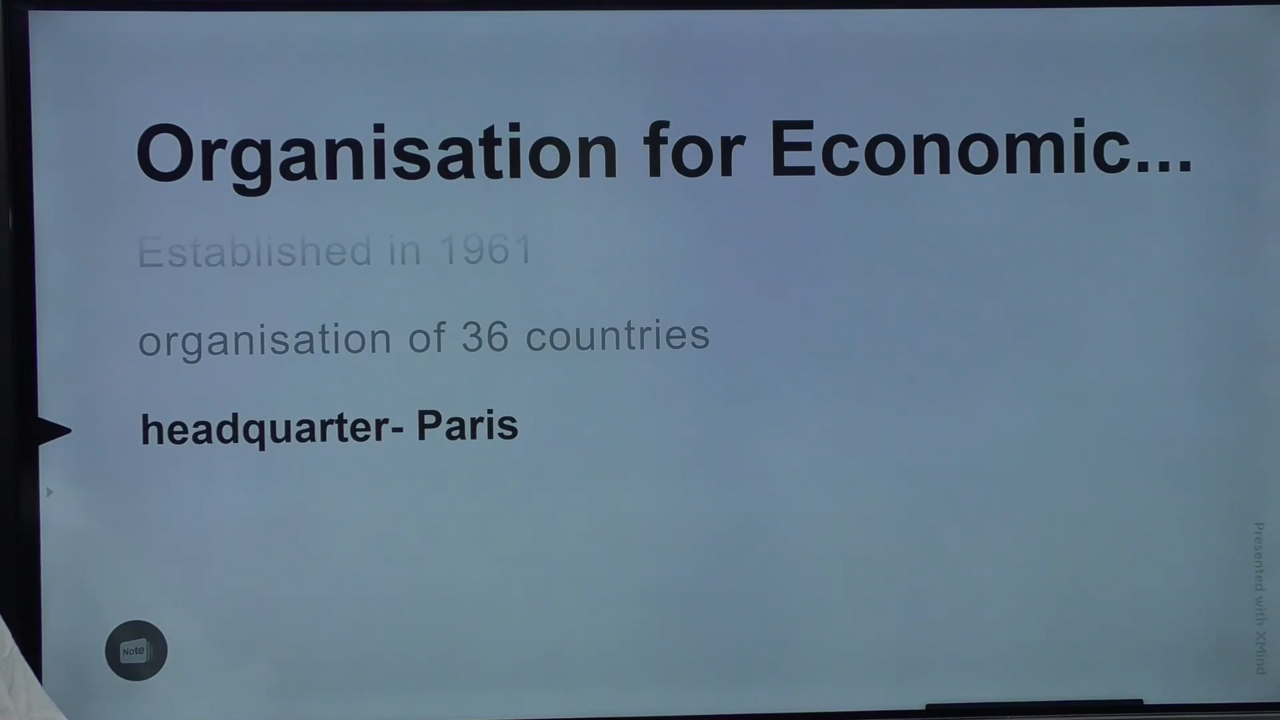 Organisation for Economic...
Established in 1961
organisation of 36 countries
headquarter- Paris
Note
Presented with XMind